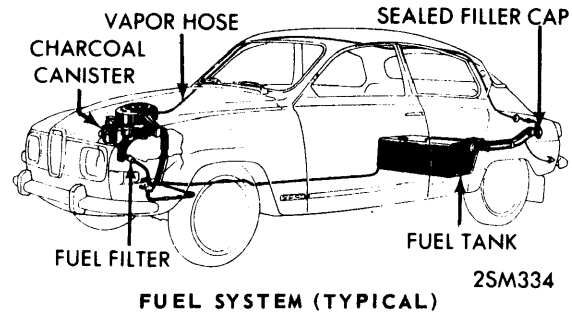 VAPOR HOSE
SEALED FILLER CAP
CHARCOAL
CANISTER
FUEL FILTER
FUEL TANK
2SM334
FUEL SYSTEM (TYPICAL)